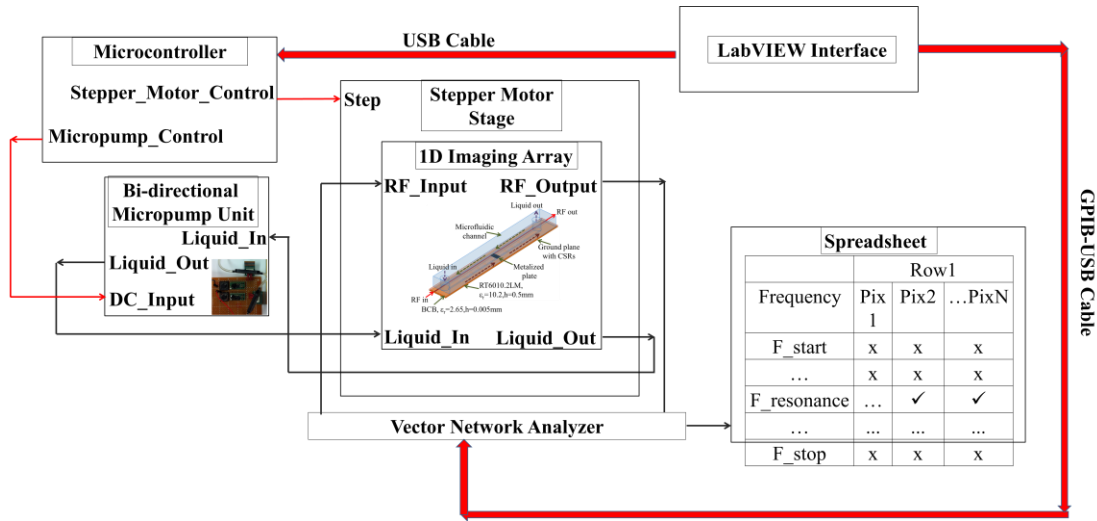 USB Cable
LabVIEW Interface
Microcontroller
Stepper_Motor_Control
Micropump_Control
Step
Stepper Motor
Stage
1D Imaging Array
RF_Input RF_Output
Liquid out
RF out
Microfluidic
channel
Ground plane
with CSRs
Liquid in
Metalized
plate
RF in
RT6010.2LM,
εr=10.2,h=0.5mm
BCB, εr=2.65,h=0.005mm
Liquid_In Liquid_Out
Bi-directional
Micropump Unit
Liquid_In
Liquid_Out
DC_Input
Vector Network Analyzer
GPIB-USB Cable
Spreadsheet
Row1
Frequency Pix 1 Pix2 …PixN
F_start x x x
… x x x
F_resonance … ✓ ✓
… ... ... ...
F_stop x x x